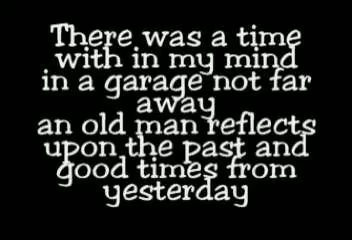 There was a time
with in my mind
in a garage not far
away
an old man reflects
upon the past and
good times from
yesterday